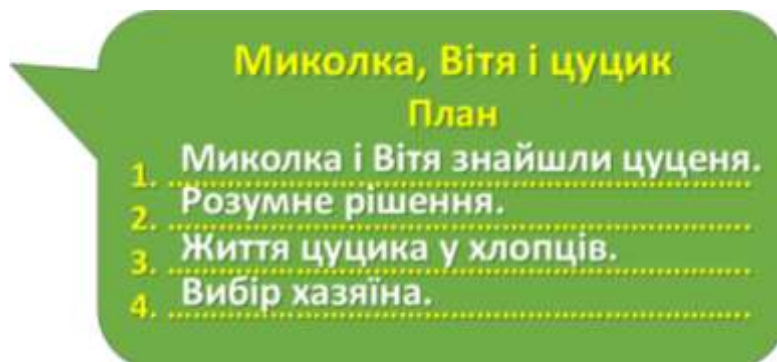 Миколка, Вітя і цуцик
План
1. Миколка і Вітя знайшли цуценя.
2. Розумне рішення.
3. Життя цуцика у хлопців.
4. Вибір хазяїна.